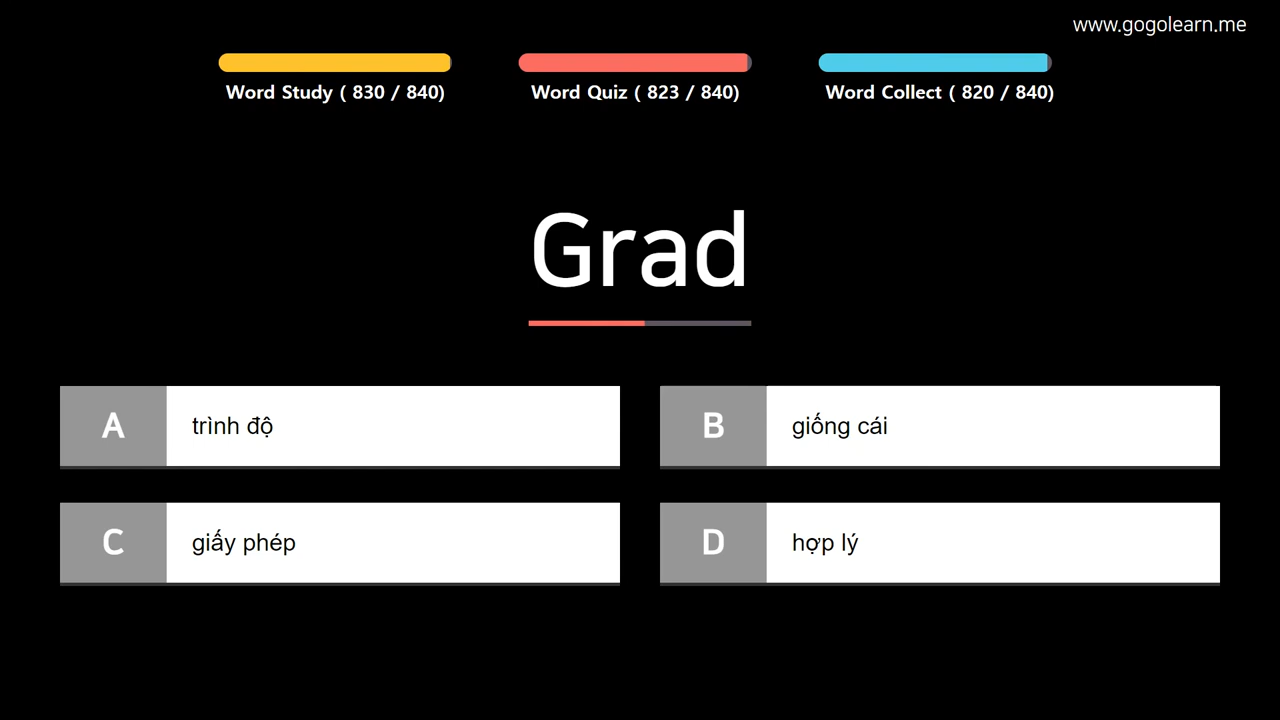 www.gogolearn.me
Word Study ( 830 / 840)
Word Quiz ( 823 / 840)
Word Collect ( 820 / 840)
Grad
A trình độ
B giống cái
C giấy phép
D hợp lý